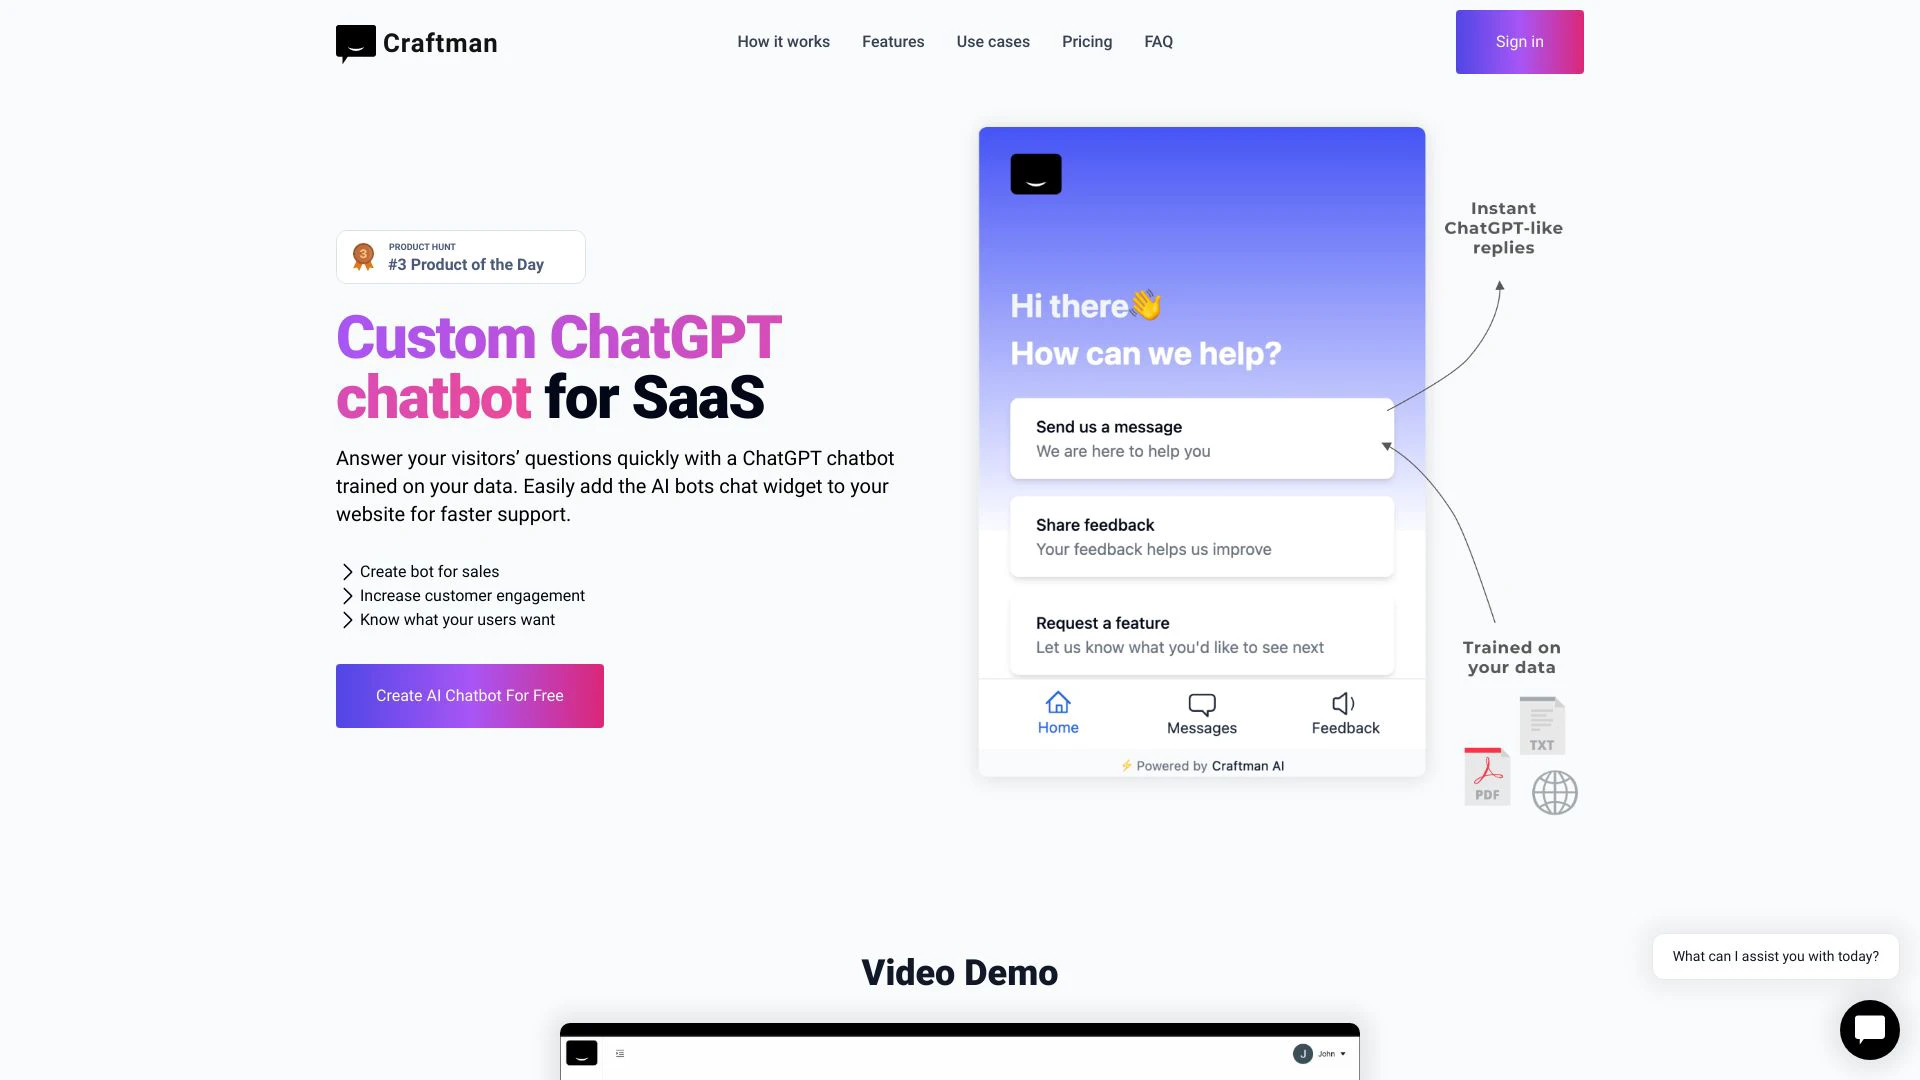 Craftman
How it works
Features
Use cases
Pricing
FAQ
Sign in
3
PRODUCT HUNT
#3 Product of the Day
Custom ChatGPT
chatbot for SaaS
Answer your visitors’ questions quickly with a ChatGPT chatbot
trained on your data. Easily add the AI bots chat widget to your
website for faster support.
Create bot for sales
Increase customer engagement
Know what your users want
Create AI Chatbot For Free
Hi there👋
How can we help?
Send us a message
We are here to help you
Share feedback
Your feedback helps us improve
Request a feature
Let us know what you'd like to see next
Home
Messages
Feedback
⚡ Powered by Craftman AI
Instant
ChatGPT-like
replies
Trained on
your data
TXT
PDF
Video Demo
J
John
What can I assist you with today?